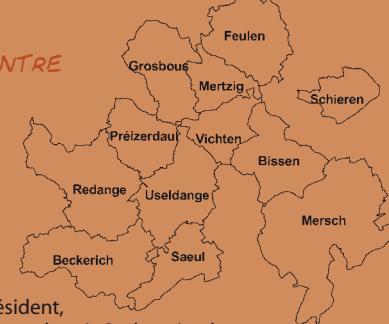 Feulen
NTRE
Grosbous
Mertzig
Schieren
Préizerdaul
Vichten
Bissen
Redange
Useldange
Mersch
Beckerich
Saeul
ésident,